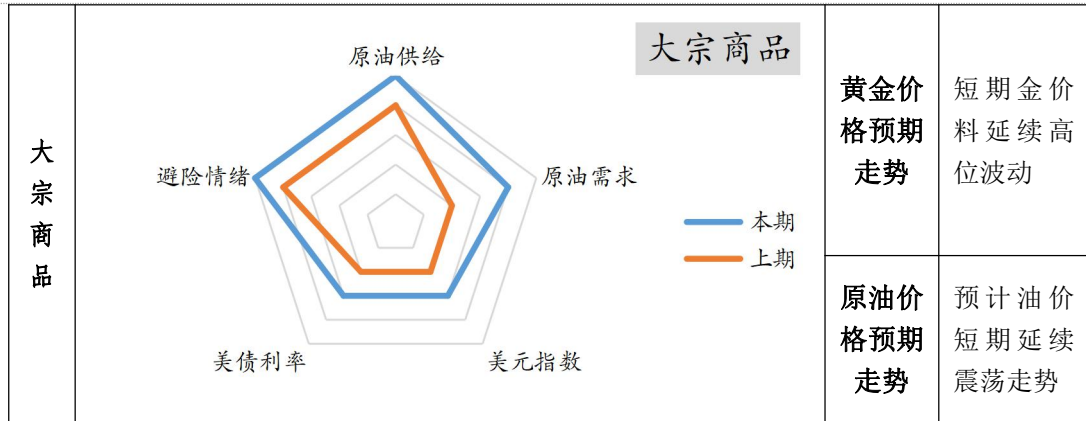 大宗商品
大宗商品
原油供给
原油需求
美元指数
美债利率
避险情绪
本期
上期
黄金价
格预期
走势
短期金价
料延续高
位波动
原油价
格预期
走势
预计油价
短期延续
震荡走势